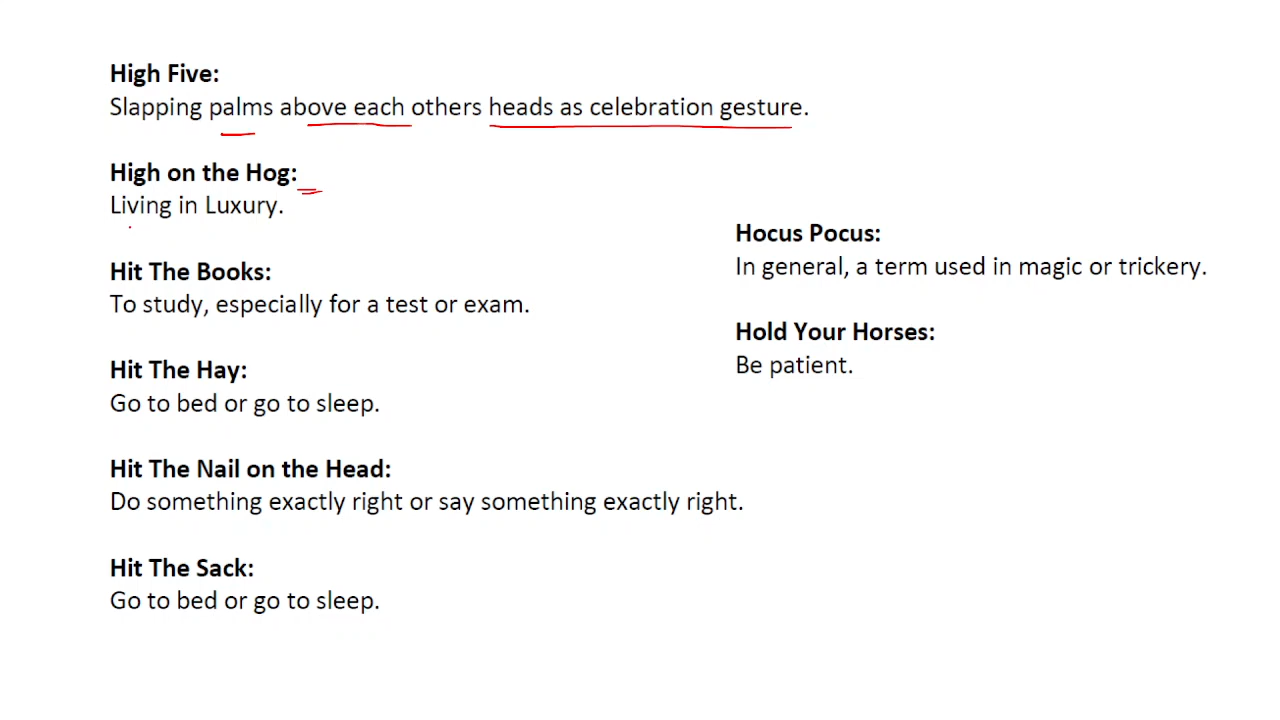 High Five:
Slapping palms above each others heads as celebration gesture.
High on the Hog:
Living in Luxury.
Hit The Books:
To study, especially for a test or exam.
Hit The Hay:
Go to bed or go to sleep.
Hit The Nail on the Head:
Do something exactly right or say something exactly right.
Hit The Sack:
Go to bed or go to sleep.
Hocus Pocus:
In general, a term used in magic or trickery.
Hold Your Horses:
Be patient.